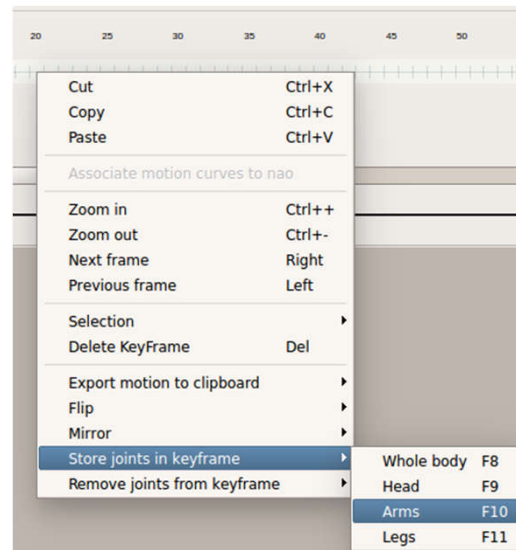 20 25 30 35 40 45 50
Cut Ctrl+X
Copy Ctrl+C
Paste Ctrl+V
Associate motion curves to nao
Zoom in Ctrl++
Zoom out Ctrl+-
Next frame Right
Previous frame Left
Selection
Delete KeyFrame Del
Export motion to clipboard
Flip
Mirror
Store joints in keyframe
Whole body F8
Remove joints from keyframe
Head F9
Arms F10
Legs F11